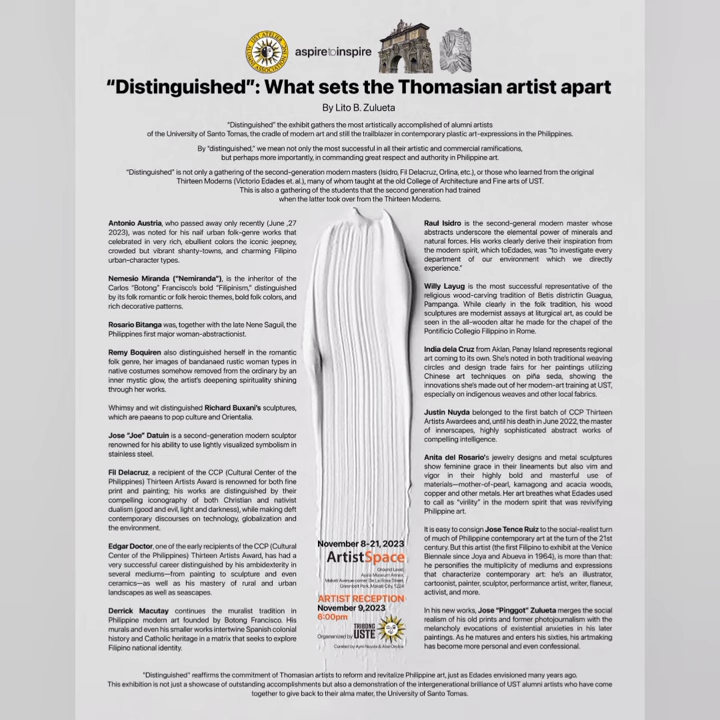 aspiretoinspire
"Distinguished": What sets the Thomasian artist apart
By Lito B. Zulueta
"Distinguished" the exhibit gathers the most artistically accomplished of alumni artists
of the University of Santo Tomas, the cradle of modern art and still the trailblazer in contemporary plastic art-expressions in the Philippines.
By "distinguished," we mean not only the most successful in all their artistic and commercial ramifications,
but perhaps more importantly, in commanding great respect and authority in Philippine art.
"Distinguished" is not only a gathering of the second-generation modern masters (Isidro, Fil Delacruz, Orlina, etc.), or those who learned from the original
Thirteen Moderns (Victorio Edades et. al.), many of whom taught at the old College of Architecture and Fine arts of UST.
This is also a gathering of the students that the second generation had trained
when the latter took over from the Thirteen Moderns.
Antonio Austria, who passed away only recently (June ,27
2023), was noted for his naif urban folk-genre works that
celebrated in very rich, ebullient colors the iconic jeepney,
crowded but vibrant shanty-towns, and charming Filipino
urban-character types.
Nemesio Miranda ("Nemiranda"), is the inheritor of the
Carlos "Botong" Francisco's bold "Filipinism," distinguished
by its folk romantic or folk heroic themes, bold folk colors, and
rich decorative patterns.
Rosario Bitanga was, together with the late Nene Saguil, the
Philippines first major woman-abstractionist.
Remy Boquiren also distinguished herself in the romantic
folk genre, her images of bandanaed rustic woman types in
native costumes somehow removed from the ordinary by an
inner mystic glow, the artist's deepening spirituality shining
through her works.
Whimsy and wit distinguished Richard Buxani's sculptures,
which are paeans to pop culture and Orientalia.
Jose "Joe" Datuin is a second-generation modern sculptor
renowned for his ability to use lightly visualized symbolism in
stainless steel.
Fil Delacruz, a recipient of the CCP (Cultural Center of the
Philippines) Thirteen Artists Award is renowned for both fine
print and painting; his works are distinguished by their
compelling iconography of both Christian and nativist
dualism (good and evil, light and darkness), while making deft
contemporary discourses on technology, globalization and
the environment.
Edgar Doctor, one of the early recipients of the CCP (Cultural
Center of the Philippines) Thirteen Artists Award, has had a
very successful career distinguished by his ambidexterity in
several mediums—from painting to sculpture and even
ceramics—as well as his mastery of rural and urban
landscapes as well as seascapes.
Derrick Macutay continues the muralist tradition in
Philippine modern art founded by Botong Francisco. His
murals and even his smaller works intertwine Spanish colonial
history and Catholic heritage in a matrix that seeks to explore
Filipino national identity.
November 8-21, 2023
ArtistSpace
Ground Level,
Ayala Museum Annex,
Makati Avenue corner De La Rosa Street,
Greenbelt Park, Makati City, 1224
ARTIST RECEPTION
November 9,2023
6:00pm
Organanized by
TRIBONG
USTE
Raul Isidro is the second-general modern master whose
abstracts underscore the elemental power of minerals and
natural forces. His works clearly derive their inspiration from
the modern spirit, which toEdades, was "to investigate every
department of our environment which we directly
experience."
Willy Layug is the most successful representative of the
religious wood-carving tradition of Betis districtin Guagua,
Pampanga. While clearly in the folk tradition, his wood
sculptures are modernist assays at liturgical art, as could be
seen in the all-wooden altar he made for the chapel of the
Pontificio Collegio Filippino in Rome.
India dela Cruz from Aklan, Panay Island represents regional
art coming to its own. She's noted in both traditional weaving
circles and design trade fairs for her paintings utilizing
Chinese art techniques on piña seda, showing the
innovations she's made out of her modern-art training at UST,
especially on indigenous weaves and other local fabrics.
Justin Nuyda belonged to the first batch of CCP Thirteen
Artists Awardees and, until his death in June 2022, the master
of innerscapes, highly sophisticated abstract works of
compelling intelligence.
Anita del Rosario's jewelry designs and metal sculptures
show feminine grace in their lineaments but also vim and
vigor in their highly bold and masterful use of
materials—mother-of-pearl, kamagong and acacia woods,
copper and other metals. Her art breathes what Edades used
to call as "virility" in the modern spirit that was revivifying
Philippine art.
It is easy to consign Jose Tence Ruiz to the social-realist turn
of much of Philippine contemporary art at the turn of the 21st
century. But this artist (the first Filipino to exhibit at the Venice
Biennale since Joya and Abueva in 1964), is more than that:
he personifies the multiplicity of mediums and expressions
that characterize contemporary art: he's an illustrator,
cartoonist, painter, sculptor, performance artist, writer, flaneur,
activist, and more.
In his new works, Jose "Pinggot" Zulueta merges the social
realism of his old prints and former photojournalism with the
melancholy evocations of existential anxieties in his later
paintings. As he matures and enters his sixties, his artmaking
has become more personal and even confessional.
"Distinguished" reaffirms the commitment of Thomasian artists to reform and revitalize Philippine art, just as Edades envisioned many years ago.
This exhibition is not just a showcase of outstanding accomplishments but also a demonstration of the intergenerational brilliance of UST alumni artists who have come
together to give back to their alma mater, the University of Santo Tomas.